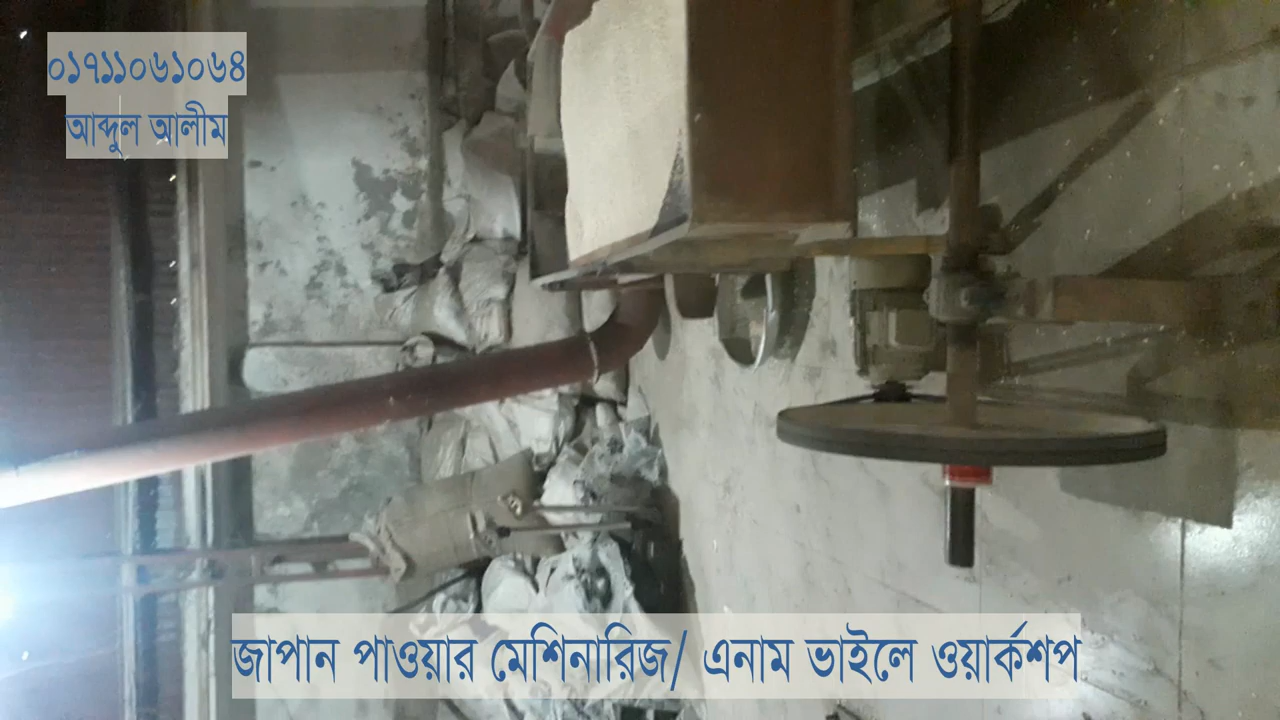 ০১৭১১০৬১০৬৪
আব্দুল আলীম
জাপান পাওয়ার মেশিনারিজ/ এনাম ভাইলে ওয়ার্কশপ